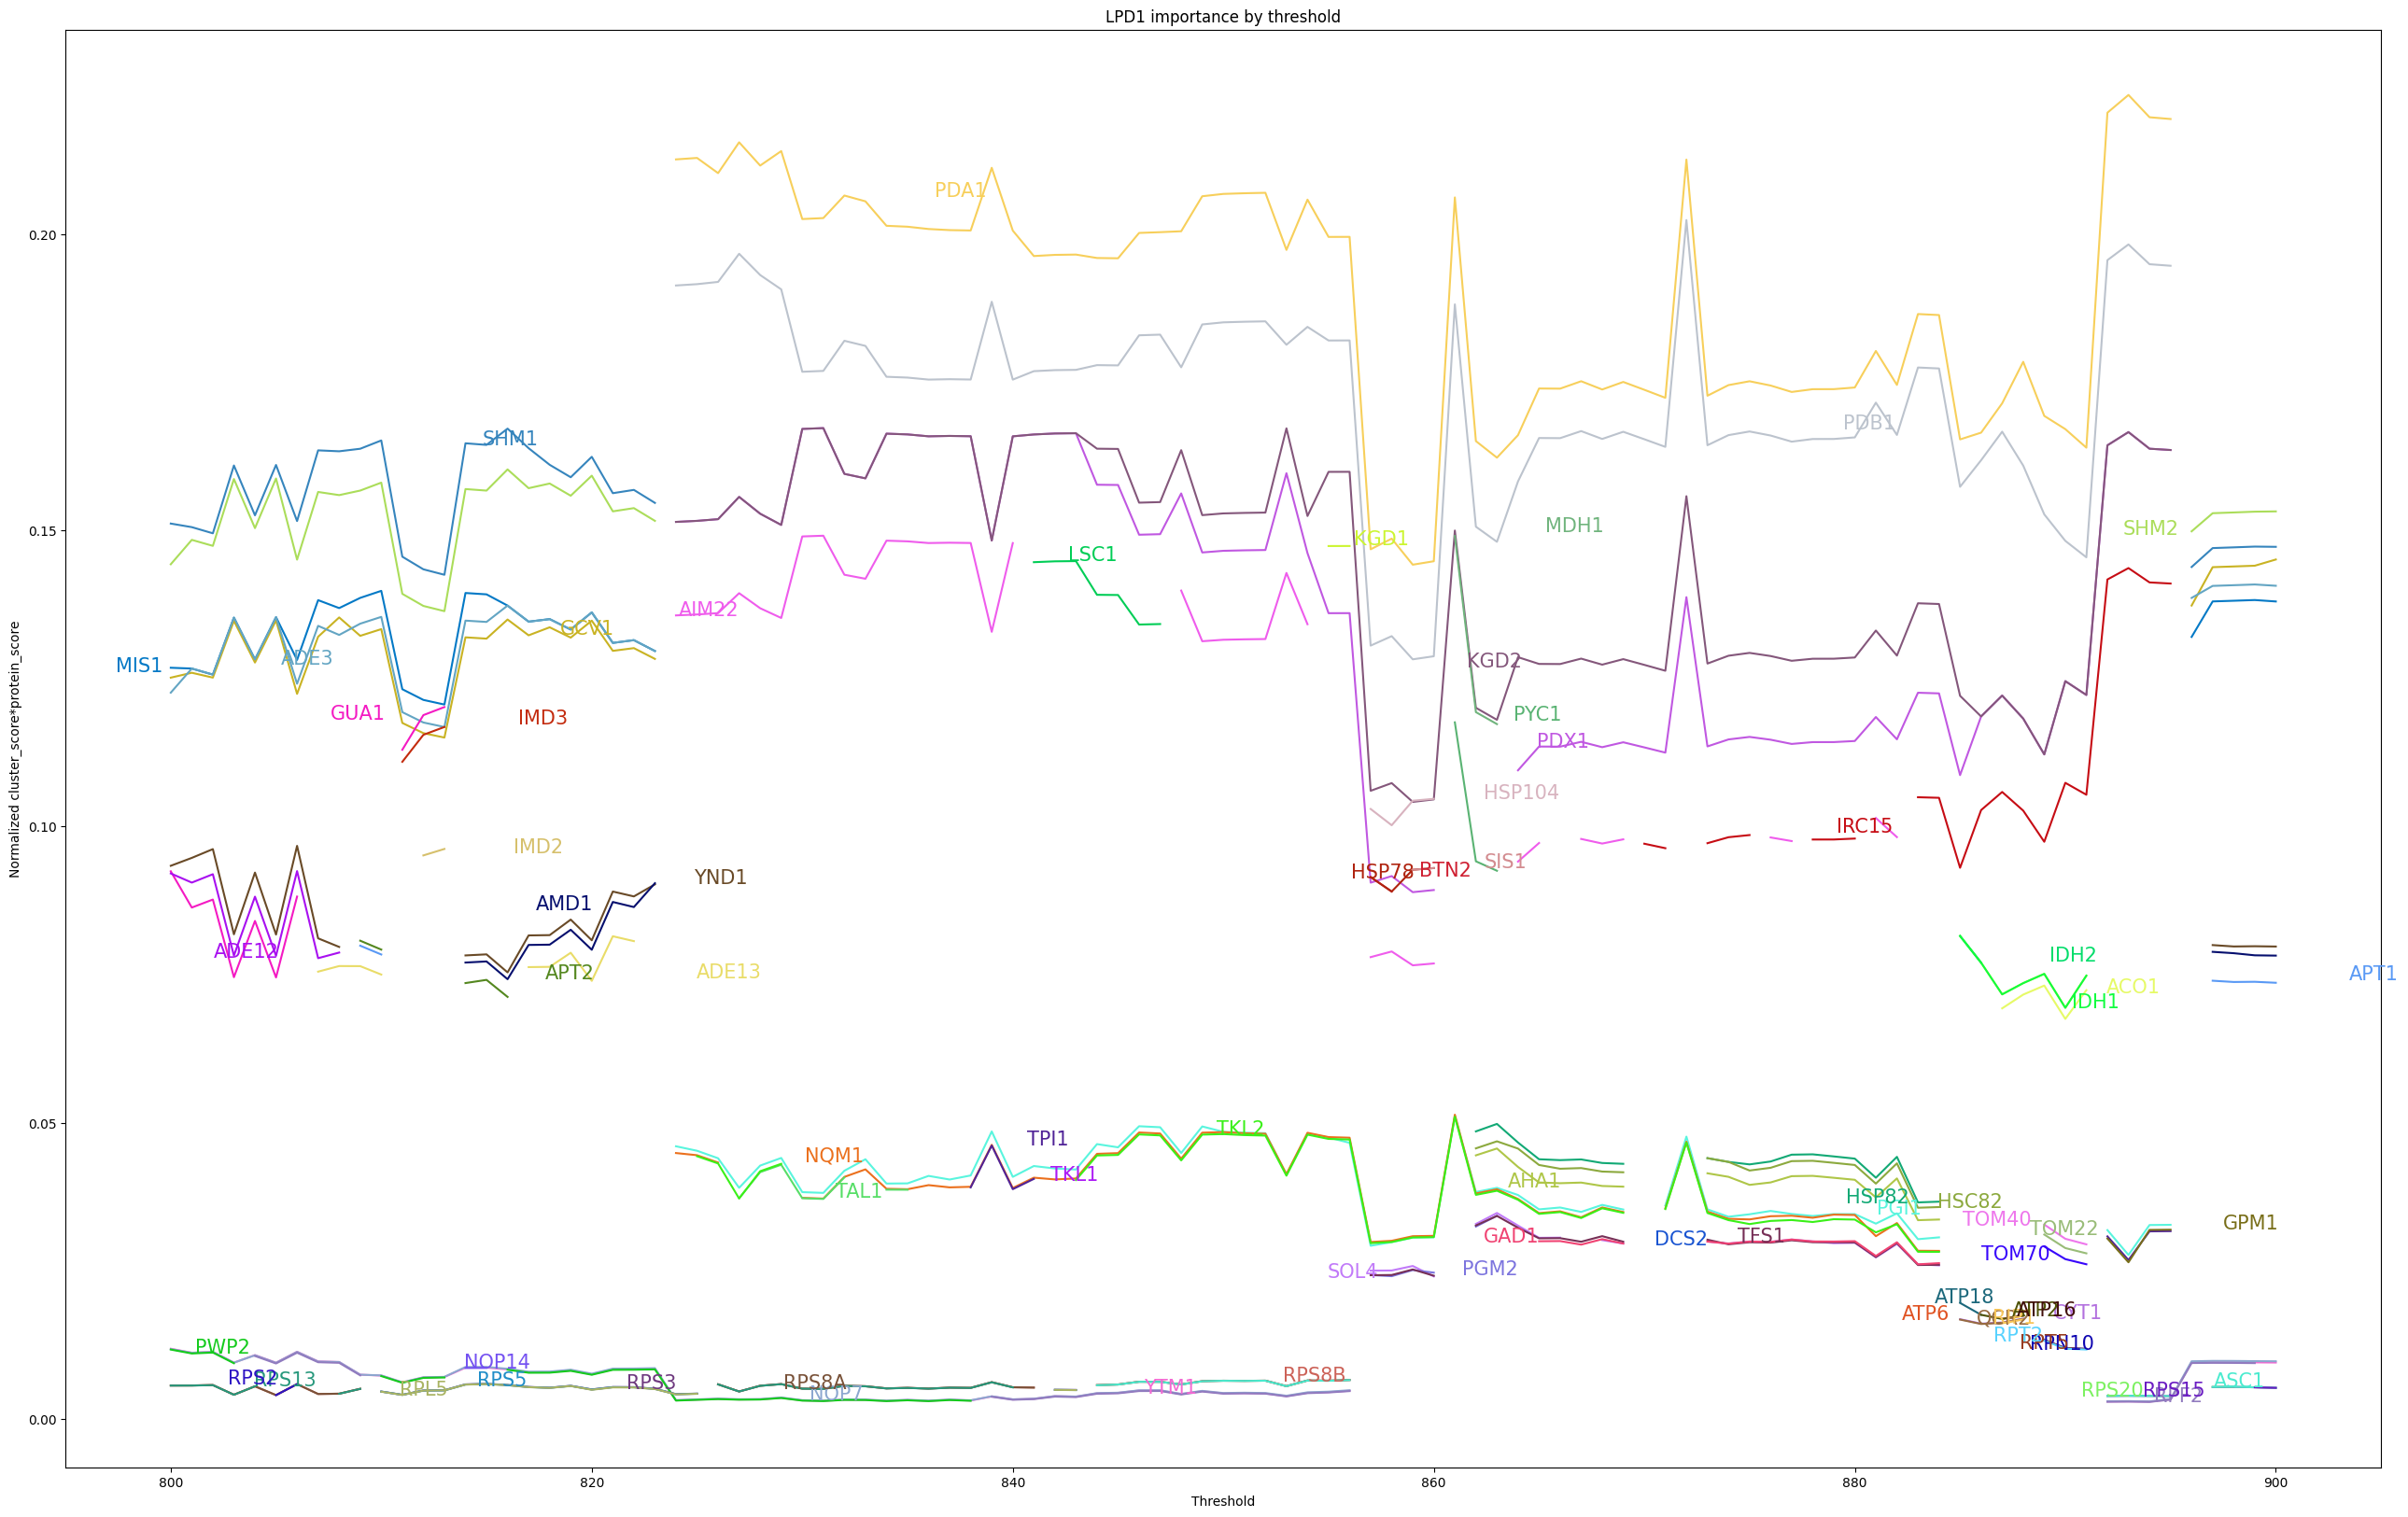 LPD1 importance by threshold
Normalized cluster_score*protein_score
0.20
0.15
0.10
0.05
0.00
PDA1
PDB1
SHM1
MDH1
SHM2
KGD1
LSC1
AIM22
GCV1
ADE3
MIS1
KGD2
GUA1
IMD3
PYC1
PDX1
HSP104
IMD2
IRC15
SIS1
HSP78
BTN2
YND1
AMD1
ADE12
APT2
ADE13
IDH2
APT1
ACO1
IDH1
TKL2
TPI1
NQM1
TKL1
TAL1
AHA1
HSP82
HSC82
PGI1
TOM40
TOM22
GPM1
GAD1
DCS2
TFS1
TOM70
SOL4
PGM2
ATP18
ATP6
ATP16
CYT1
RPT2
RPN10
PWP2
NOP14
RPS2
RPS13
RPS5
RPL5
RPS3
RPS8A
NOP7
YTM1
RPS8B
RPS20
RPS15
ASC1
800
820
840
860
880
900
Threshold